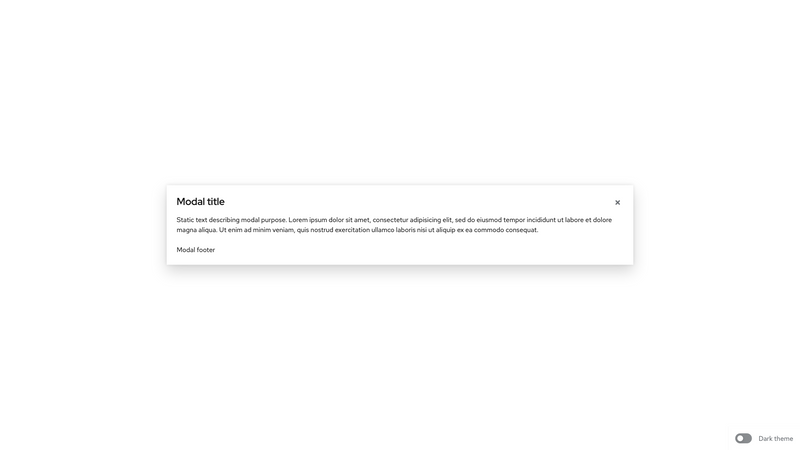 Modal title
Static text describing modal purpose. Lorem ipsum dolor sit amet, consectetur adipisicing elit, sed do eiusmod tempor incididunt ut labore et dolore
magna aliqua. Ut enim ad minim veniam, quis nostrud exercitation ullamco laboris nisi ut aliquip ex ea commodo consequat.
Modal footer
Dark theme